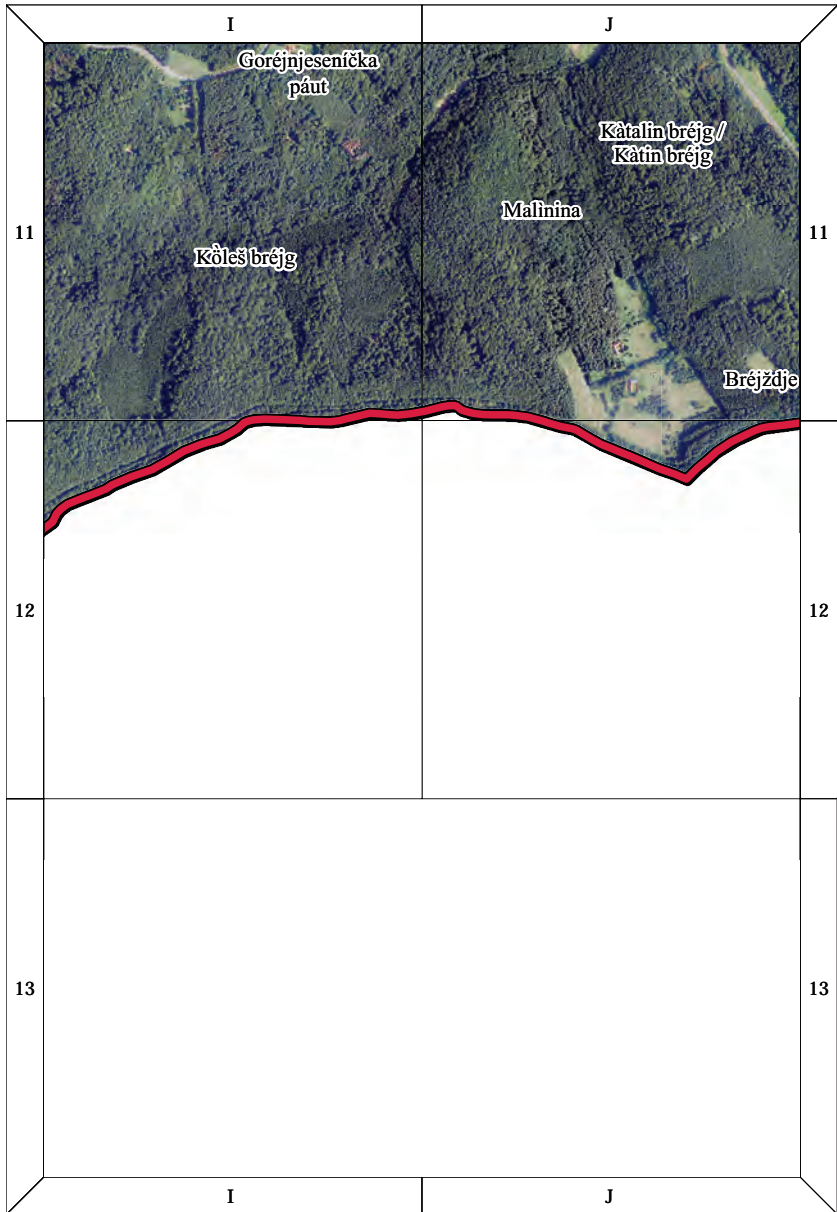 I
J
Goréjnjeseníčka
páut
Kàtalin bréjg /
Kàtin bréjg
Malìnina
11
11
Kȍleš bréjg
Bréjždje
12
12
13
13
I
J